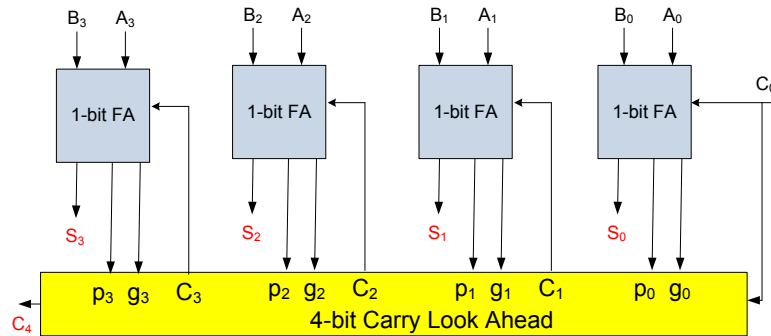 B₃ A₃ B₂ A₂ B₁ A₁ B₀ A₀
1-bit FA 1-bit FA 1-bit FA 1-bit FA C₀
S₃ S₂ S₁ S₀
p₃ g₃ C₃ p₂ g₂ C₂ p₁ g₁ C₁ p₀ g₀
C₄ 4-bit Carry Look Ahead